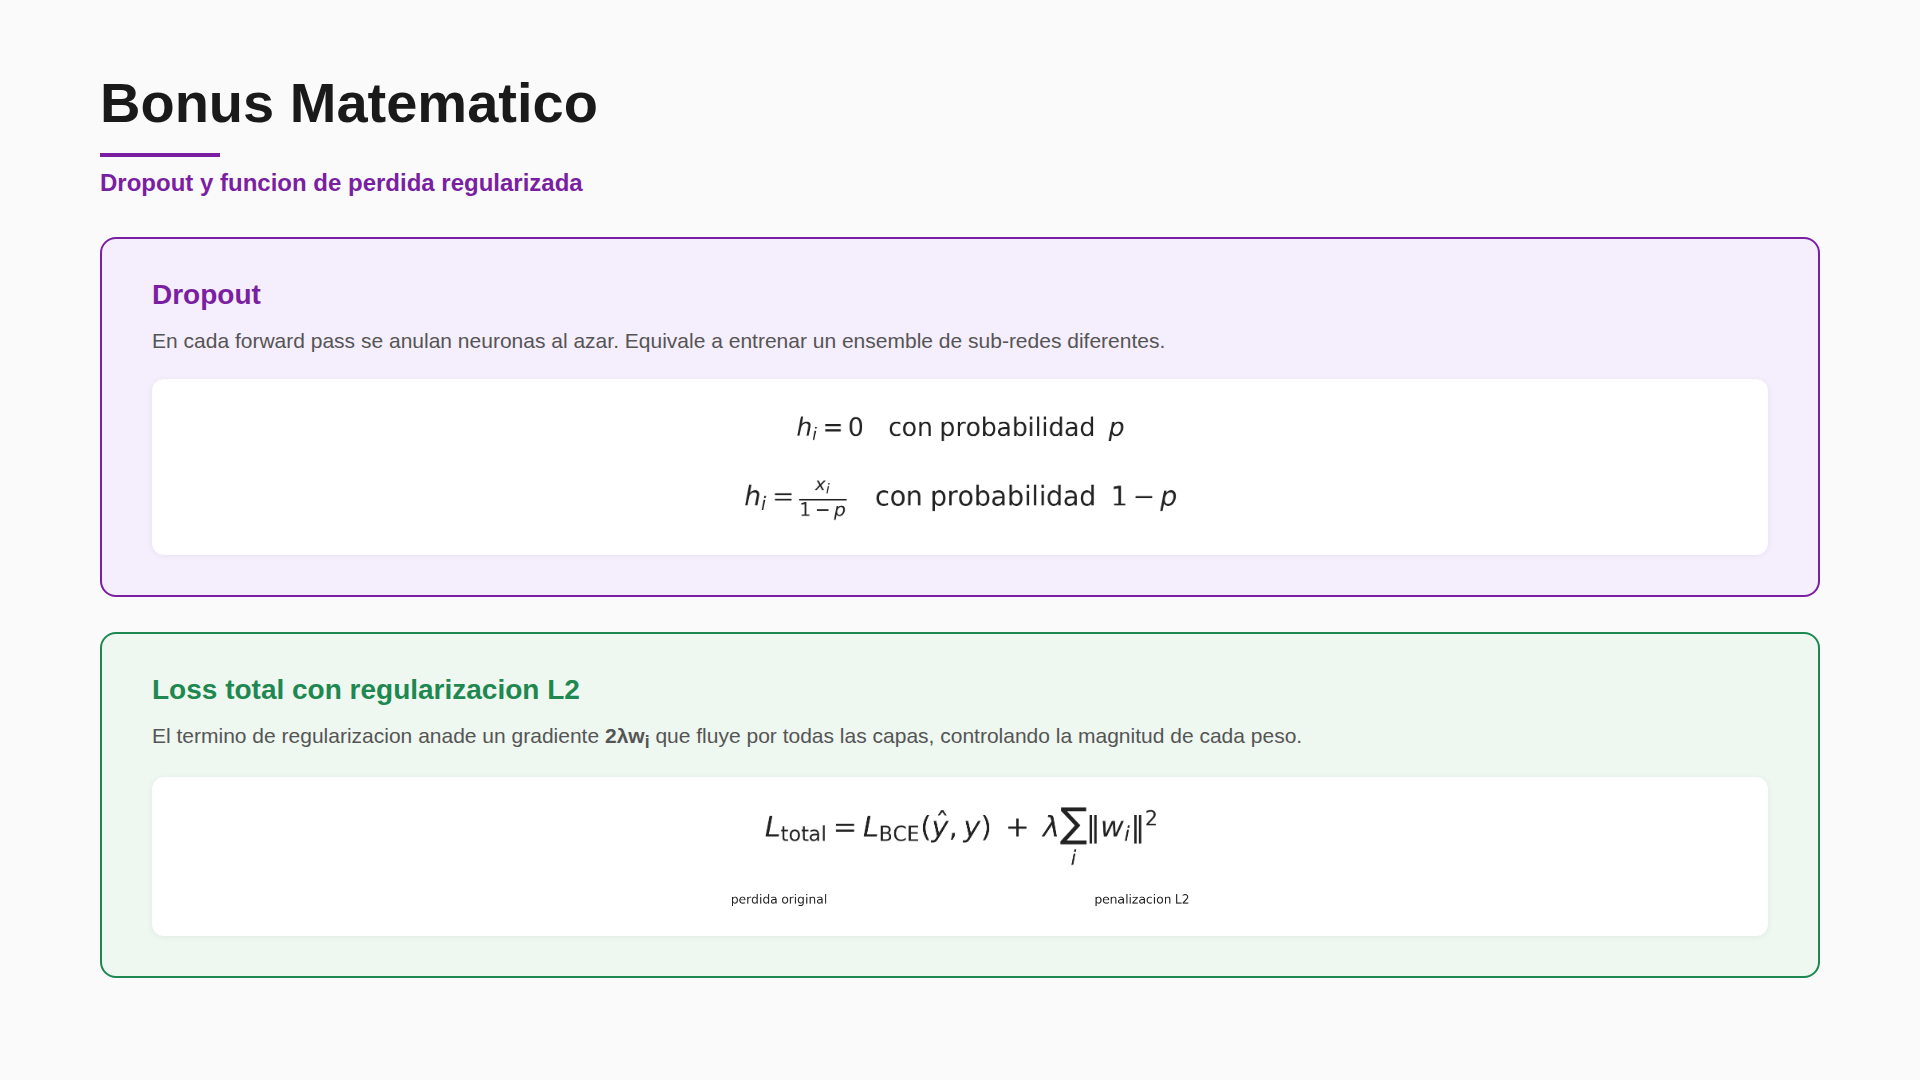 Bonus Matematico
Dropout y funcion de perdida regularizada
Dropout
En cada forward pass se anulan neuronas al azar. Equivale a entrenar un ensemble de sub-redes diferentes.
h_i = 0 con probabilidad p
h_i = x_i / (1 − p) con probabilidad 1 − p
Loss total con regularizacion L2
El termino de regularizacion anade un gradiente 2λw_i que fluye por todas las capas, controlando la magnitud de cada peso.
L_total = L_BCE(ŷ, y) + λ∑_i ‖w_i‖²
perdida original penalizacion L2